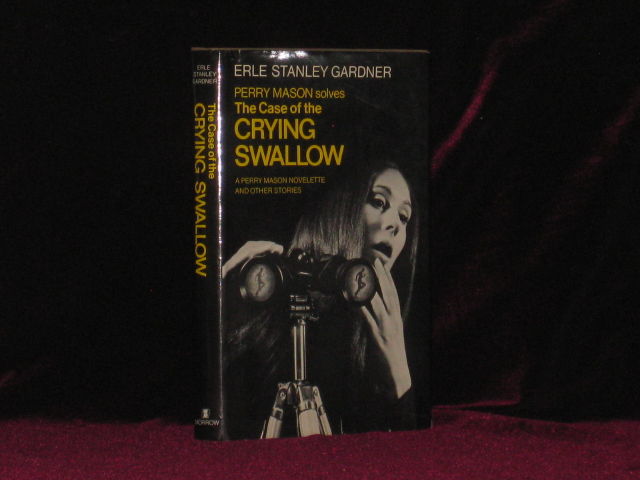 ERLE
STANLEY
GARDNER
The Case of the
CRYING SWALLOW
MORROW
ERLE STANLEY GARDNER
PERRY MASON solves
The Case of the
CRYING
SWALLOW
A PERRY MASON NOVELETTE
AND OTHER STORIES